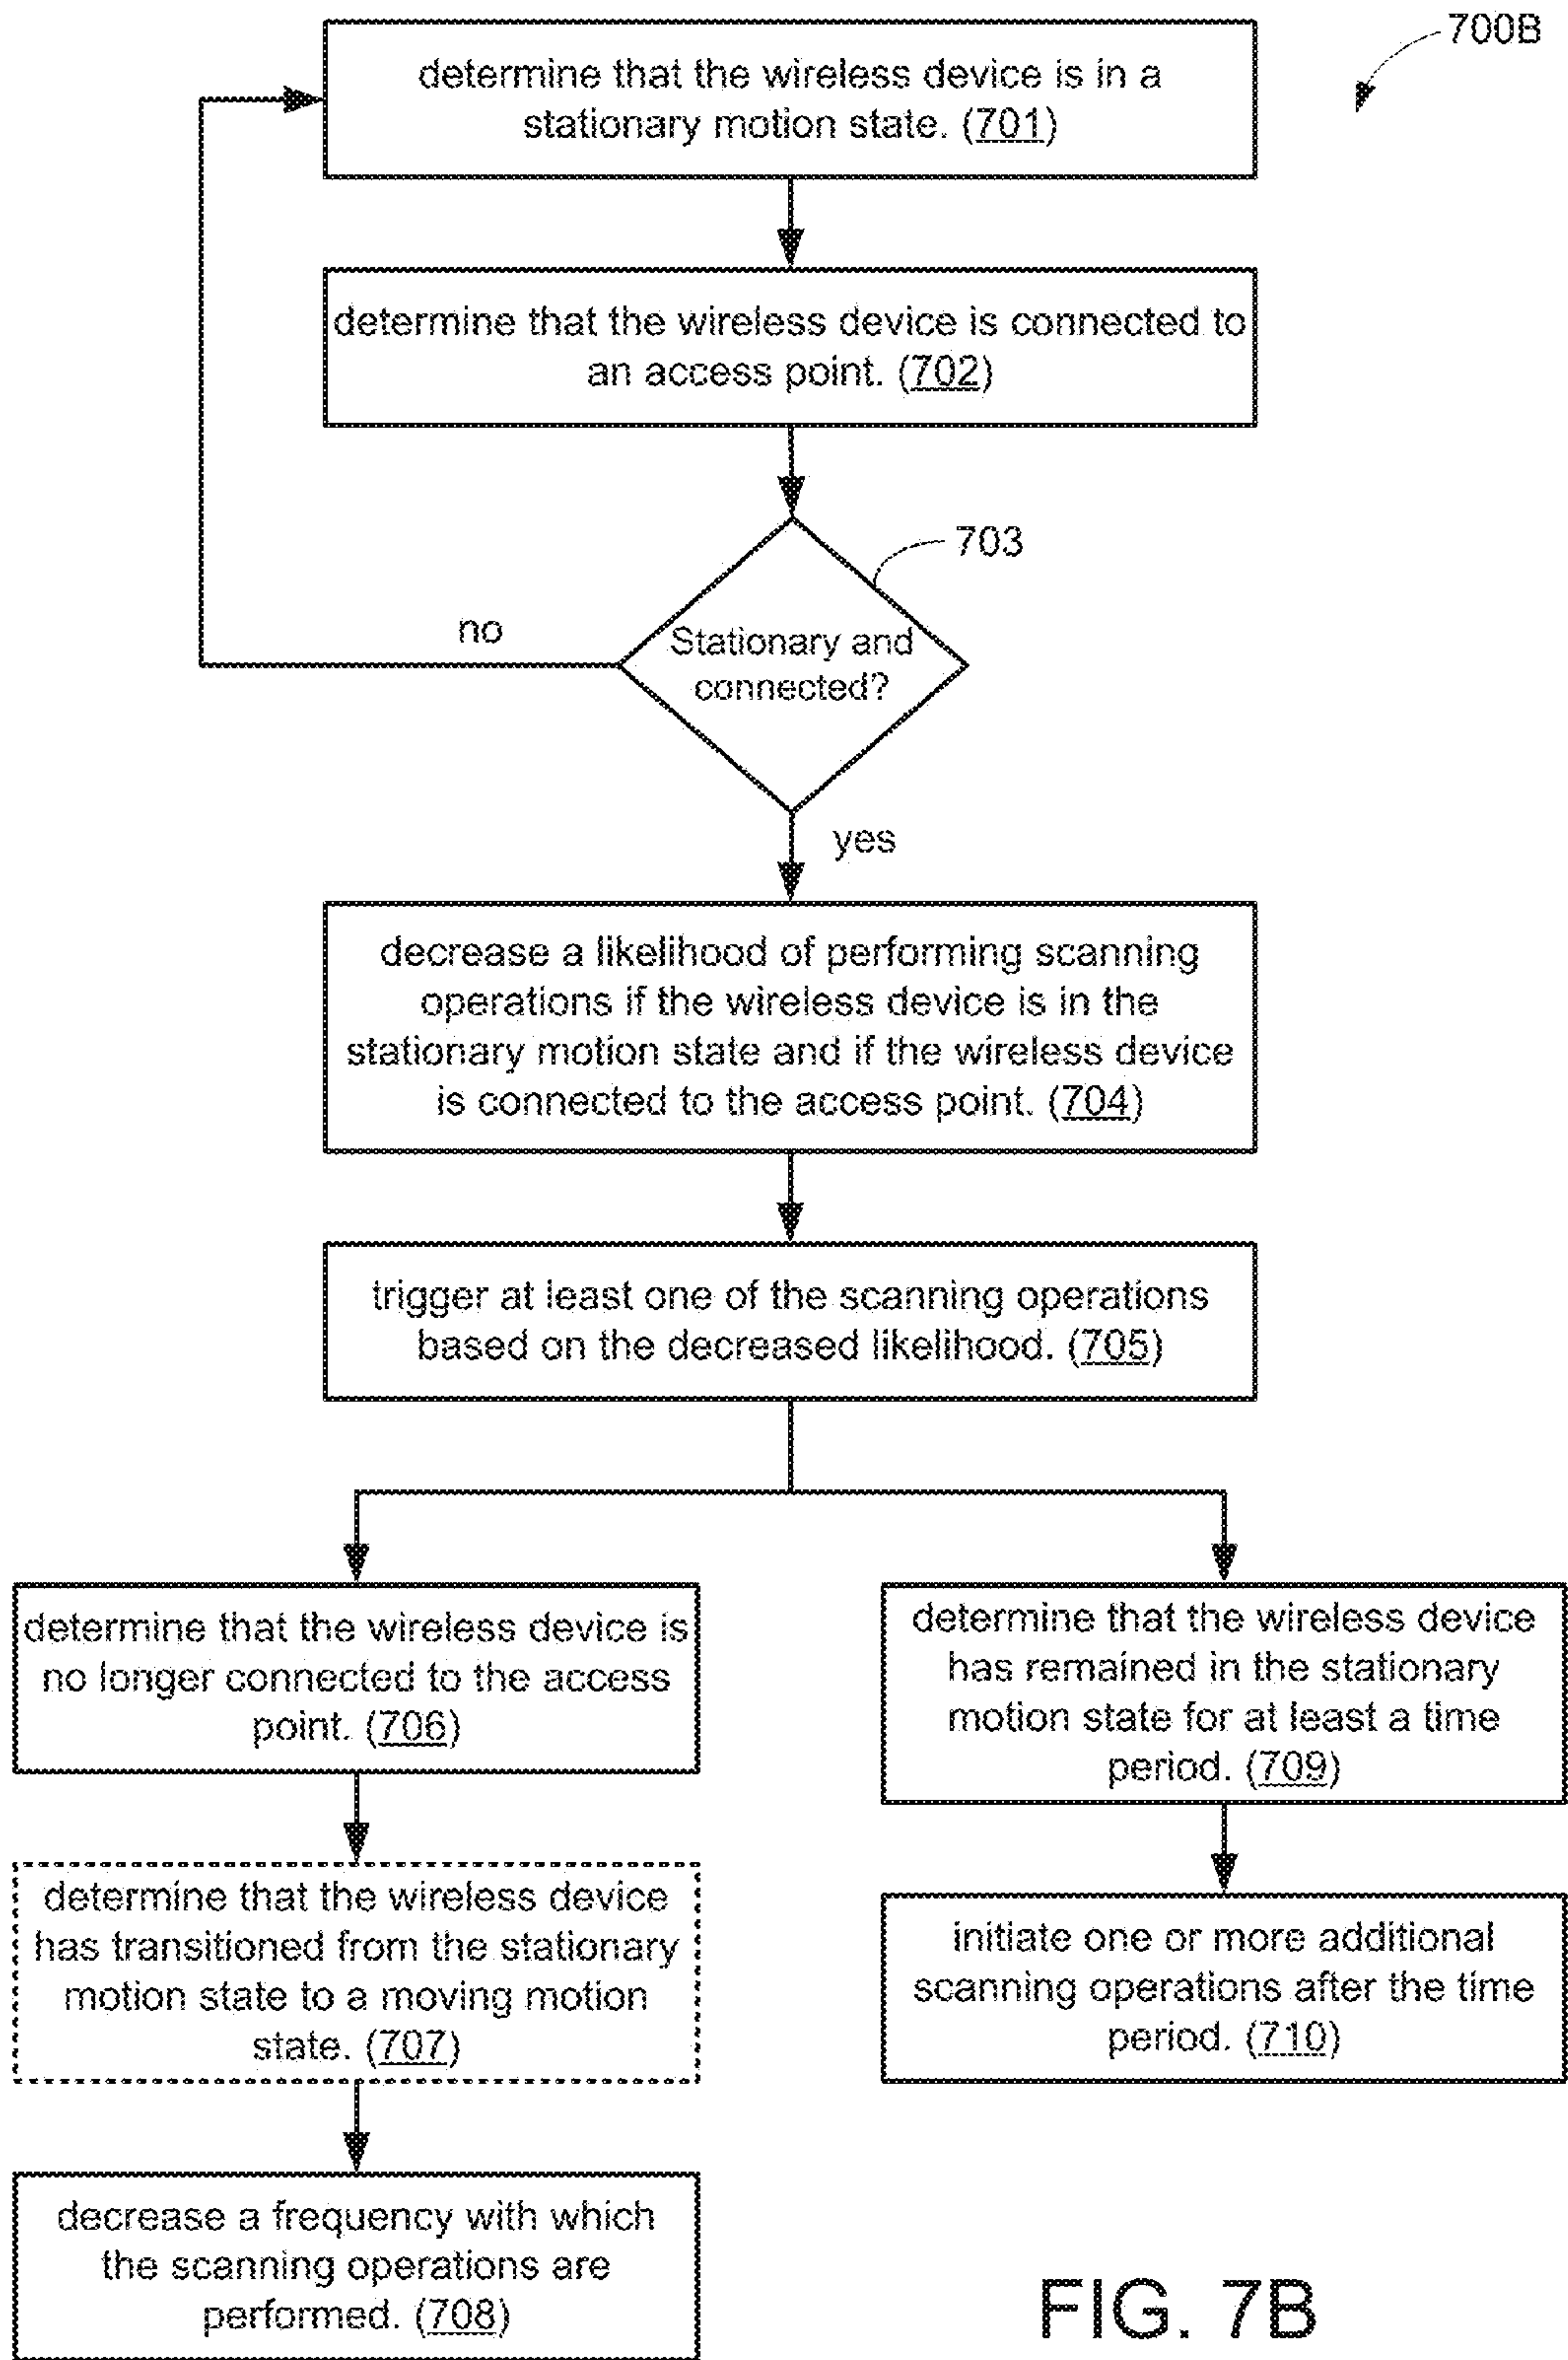 700B
determine that the wireless device is in a
stationary motion state. (701)
determine that the wireless device is connected to
an access point. (702)
703
Stationary and
connected?
no
yes
decrease a likelihood of performing scanning
operations if the wireless device is in the
stationary motion state and if the wireless device
is connected to the access point. (704)
trigger at least one of the scanning operations
based on the decreased likelihood. (705)
determine that the wireless device is
no longer connected to the access
point. (706)
determine that the wireless device
has transitioned from the stationary
motion state to a moving motion
state. (707)
decrease a frequency with which
the scanning operations are
performed. (708)
determine that the wireless device
has remained in the stationary
motion state for at least a time
period. (709)
initiate one or more additional
scanning operations after the time
period. (710)
FIG. 7B